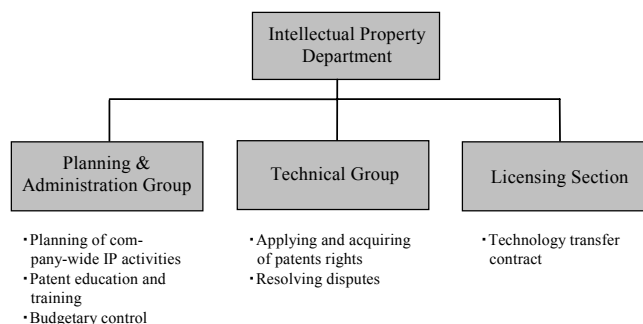 Intellectual Property
Department
Planning &
Administration Group
Technical Group
Licensing Section
・Planning of com-
pany-wide IP activities
・Patent education and
training
・Budgetary control
・Applying and acquiring
of patents rights
・Resolving disputes
・Technology transfer
contract